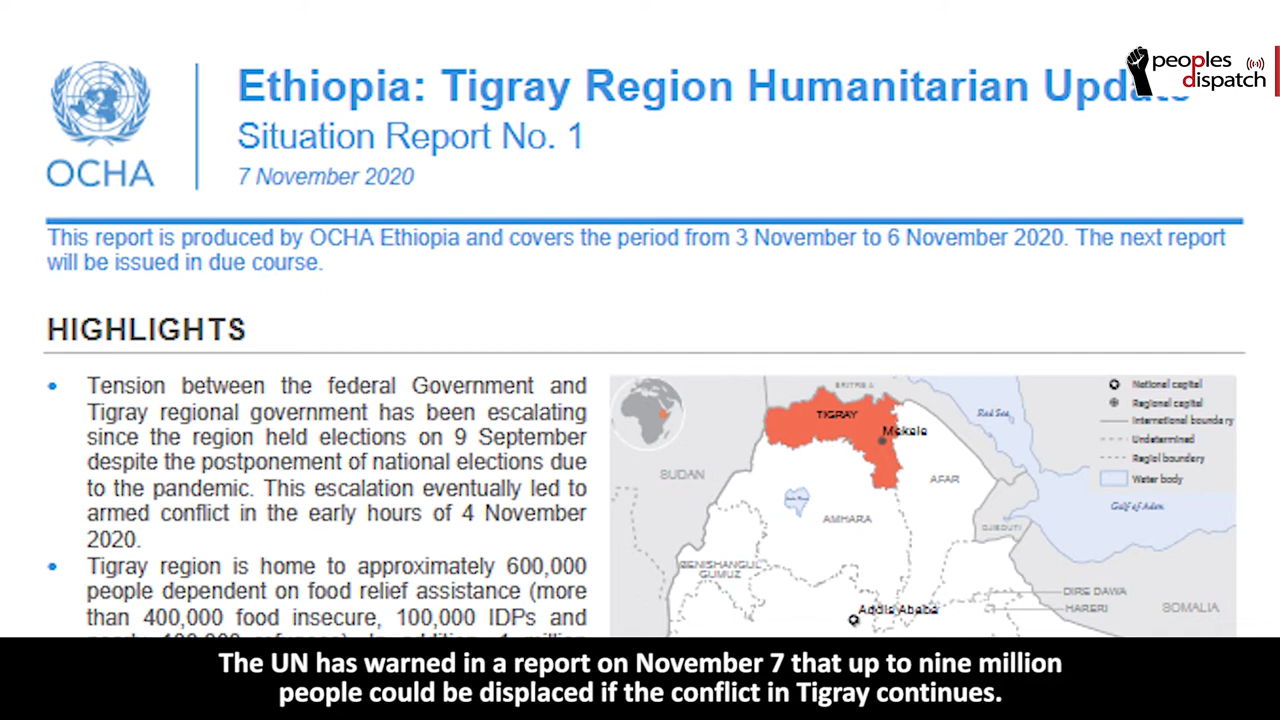 peoples
dispatch
OCHA
Ethiopia: Tigray Region Humanitarian Update
Situation Report No. 1
7 November 2020
This report is produced by OCHA Ethiopia and covers the period from 3 November to 6 November 2020. The next report
will be issued in due course.
HIGHLIGHTS
• Tension between the federal Government and
Tigray regional government has been escalating
since the region held elections on 9 September
despite the postponement of national elections due
to the pandemic. This escalation eventually led to
armed conflict in the early hours of 4 November
2020.
• Tigray region is home to approximately 600,000
people dependent on food relief assistance (more
than 400,000 food insecure, 100,000 IDPs and
ERITREA
TIGRAY
Mekele
Red Sea
SUDAN
AFAR
AMHARA
DJIBOUTI
Gulf of Aden
BENISHANGUL
GUMUZ
DIRE DAWA
HARERI
SOMALIA
Addis Ababa
National capital
Regional capital
International boundary
Undetermined
Region boundary
Water body
The UN has warned in a report on November 7 that up to nine million
people could be displaced if the conflict in Tigray continues.